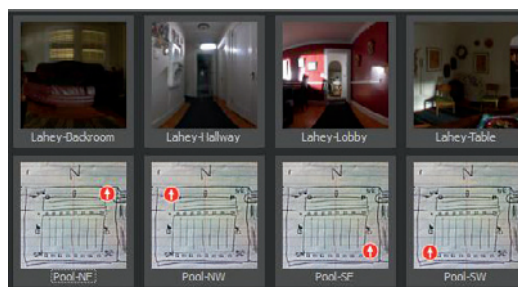 Lahey-Backroom
Lahey-Hallway
Lahey-Lobby
Lahey-Table
N
N
N
N
Pool-NE
Pool-NW
Pool-SE
Pool-SW